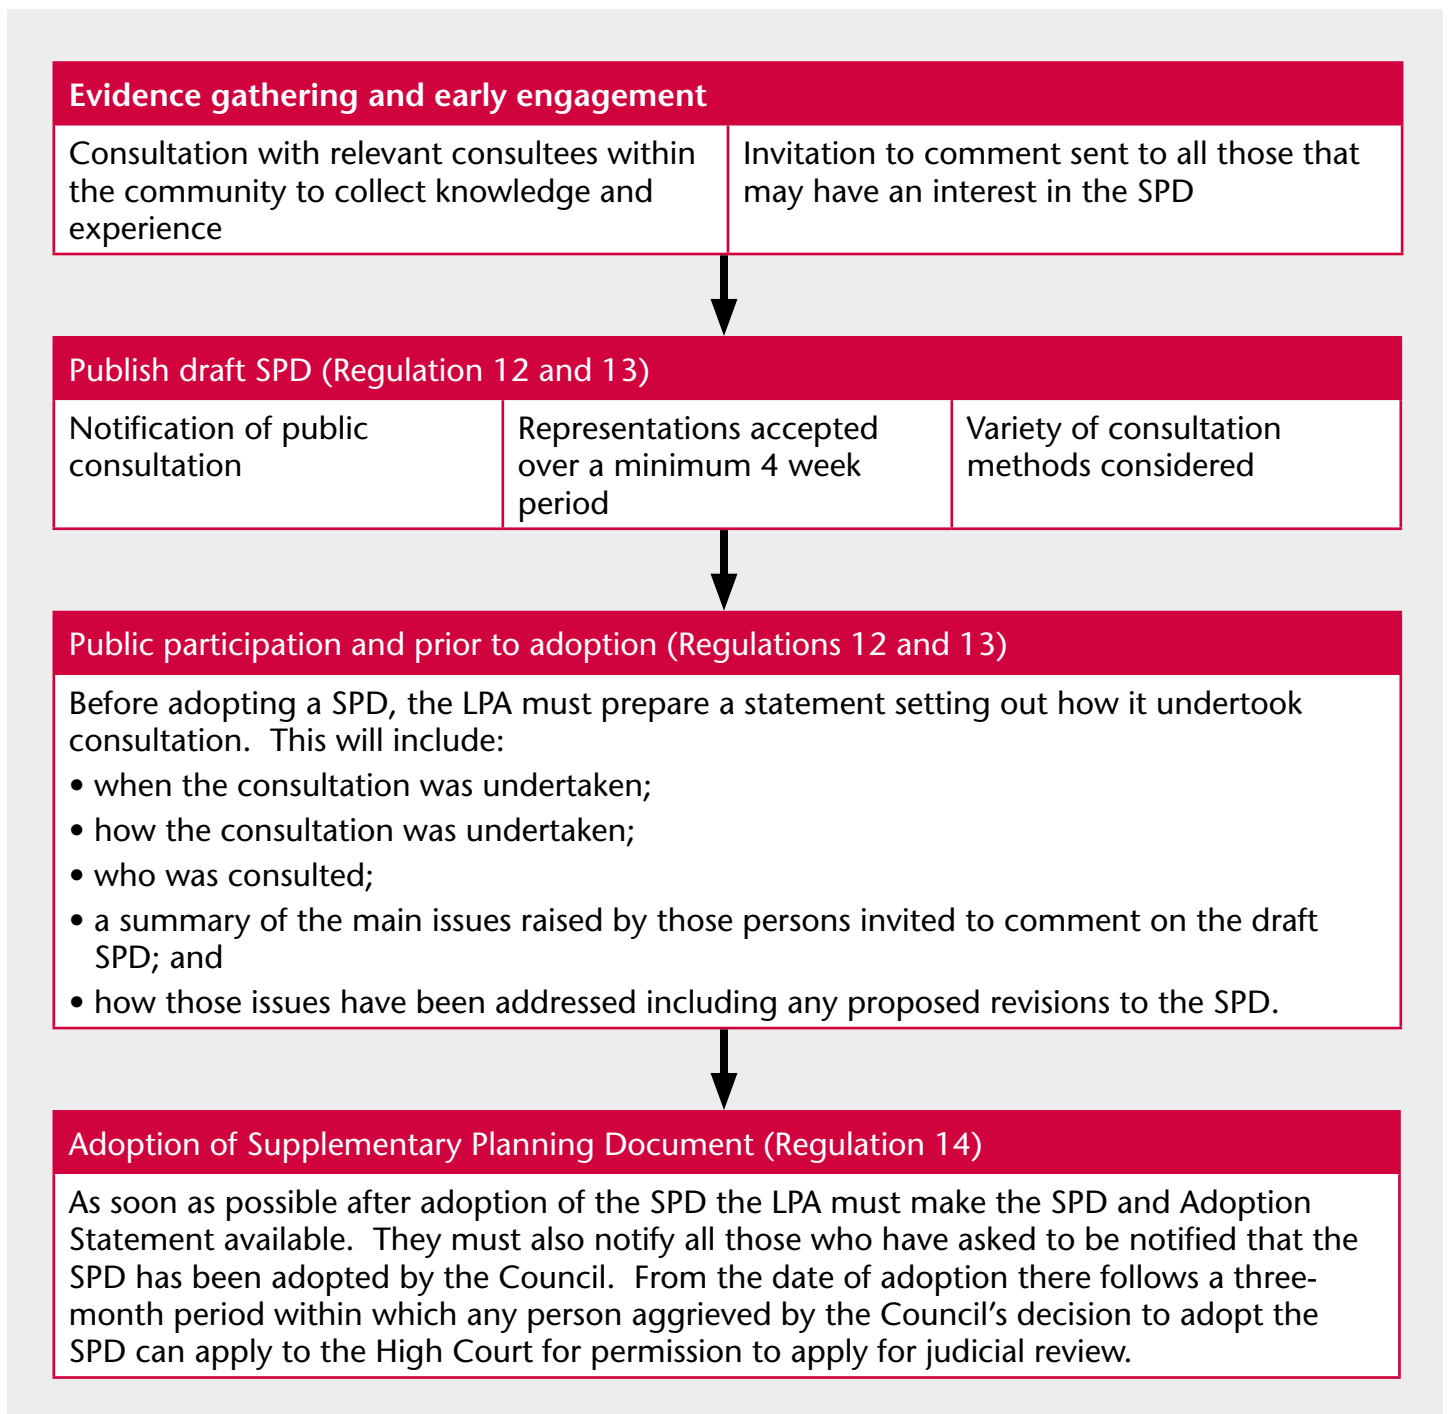 Evidence gathering and early engagement
Consultation with relevant consultees within
the community to collect knowledge and
experience
Invitation to comment sent to all those that
may have an interest in the SPD
Publish draft SPD (Regulation 12 and 13)
Notification of public
consultation
Representations accepted
over a minimum 4 week
period
Variety of consultation
methods considered
Public participation and prior to adoption (Regulations 12 and 13)
Before adopting a SPD, the LPA must prepare a statement setting out how it undertook
consultation.  This will include:
• when the consultation was undertaken;
• how the consultation was undertaken;
• who was consulted;
• a summary of the main issues raised by those persons invited to comment on the draft
SPD; and
• how those issues have been addressed including any proposed revisions to the SPD.
Adoption of Supplementary Planning Document (Regulation 14)
As soon as possible after adoption of the SPD the LPA must make the SPD and Adoption
Statement available.  They must also notify all those who have asked to be notified that the
SPD has been adopted by the Council.  From the date of adoption there follows a three-
month period within which any person aggrieved by the Council’s decision to adopt the
SPD can apply to the High Court for permission to apply for judicial review.